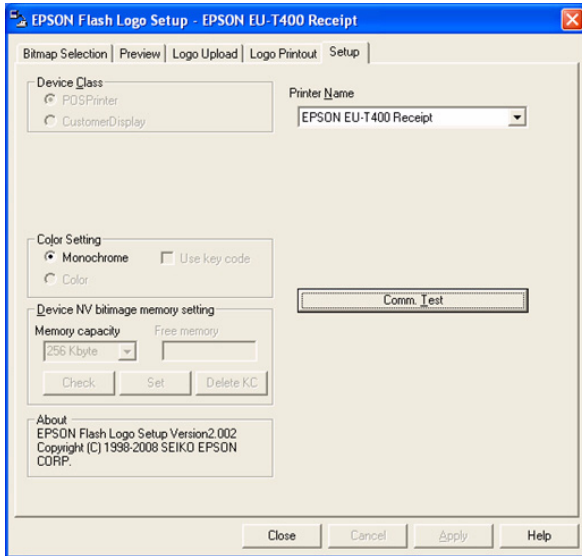 EPSON Flash Logo Setup - EPSON EU-T400 Receipt
Bitmap Selection Preview Logo Upload Logo Printout Setup
Device Class
POSPrinter
CustomerDisplay
Printer Name
EPSON EU-T400 Receipt
Color Setting
Monochrome Use key code
Color
Comm. Test
Device NV bitimage memory setting
Memory capacity Free memory
256 Kbyte
Check Set Delete KC
About
EPSON Flash Logo Setup Version2.002
Copyright (C) 1998-2008 SEIKO EPSON
CORP.
Close Cancel Apply Help